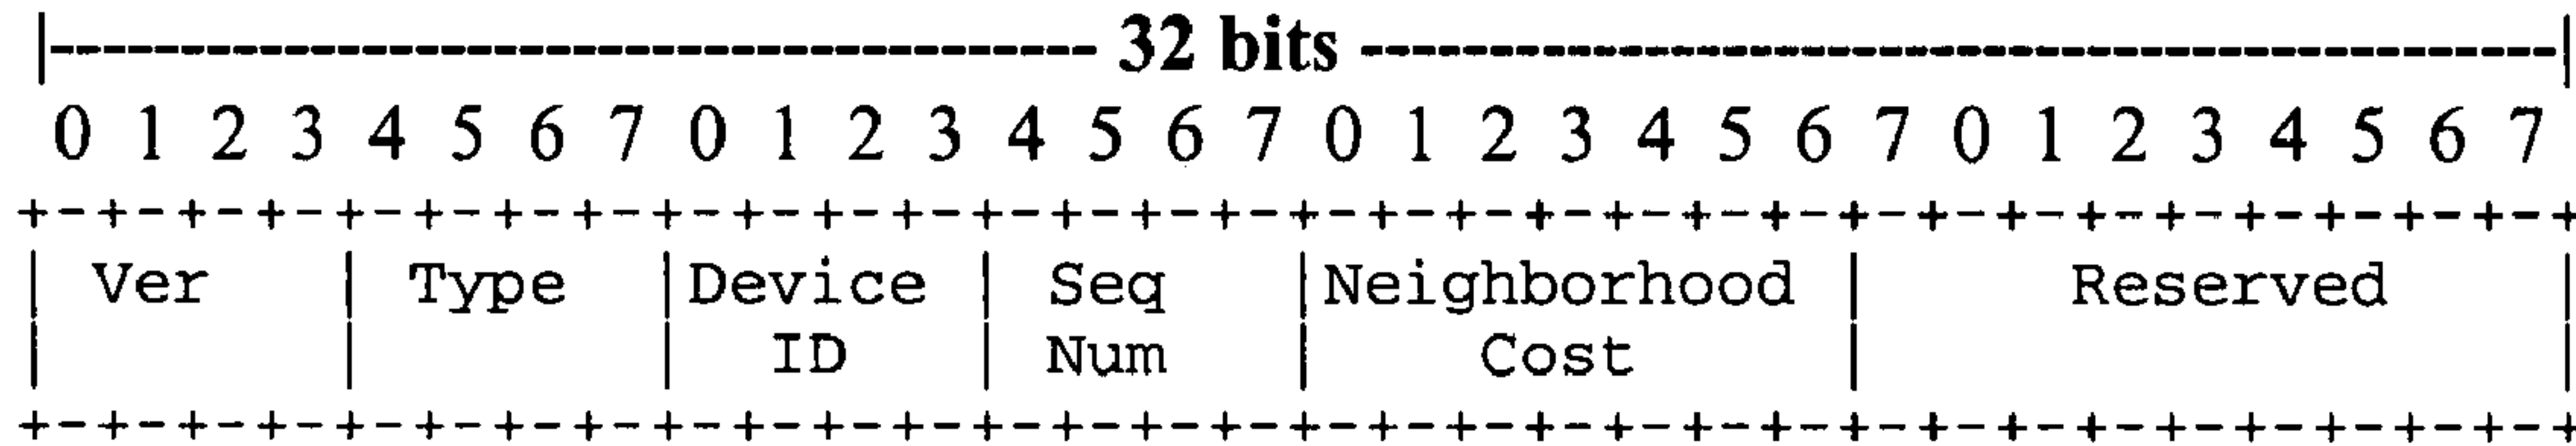 |----------------------------------------- 32 bits -----------------------------------------------|
0 1 2 3 4 5 6 7 0 1 2 3 4 5 6 7 0 1 2 3 4 5 6 7 0 1 2 3 4 5 6 7
+-+-+-+-+-+-+-+-+-+-+-+-+-+-+-+-+-+-+-+-+-+-+-+-+-+-+-+-+-+-+-+-+
| Ver | Type |Device | Seq |Neighborhood | Reserved |
| | | ID | Num | Cost | |
+-+-+-+-+-+-+-+-+-+-+-+-+-+-+-+-+-+-+-+-+-+-+-+-+-+-+-+-+-+-+-+-+